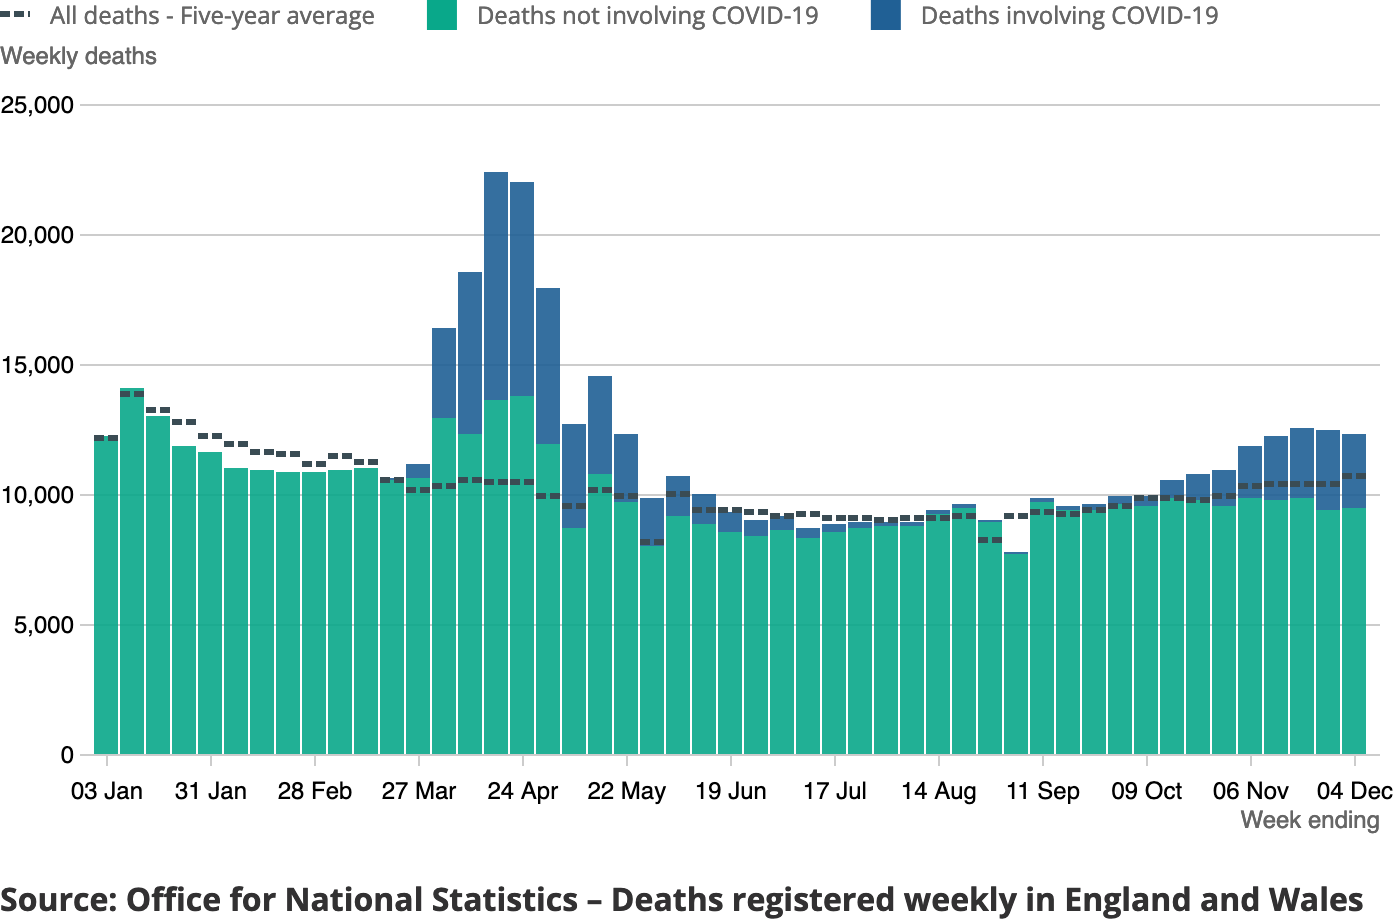 All deaths - Five-year average Deaths not involving COVID-19 Deaths involving COVID-19
Weekly deaths
25,000
20,000
15,000
10,000
5,000
0
03 Jan 31 Jan 28 Feb 27 Mar 24 Apr 22 May 19 Jun 17 Jul 14 Aug 11 Sep 09 Oct 06 Nov 04 Dec
Week ending
Source: Office for National Statistics – Deaths registered weekly in England and Wales